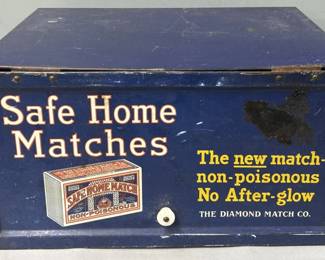 Safe Home
Matches
SAFE HOME MATCH
NON-POISONOUS
The new match-
non-poisonous
No After-glow
THE DIAMOND MATCH CO.